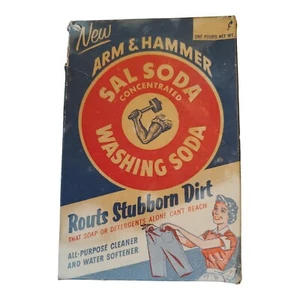 New
ONE POUND NET WT.
ARM & HAMMER
SAL SODA
CONCENTRATED
WASHING SODA
Routs Stubborn Dirt
THAT SOAP OR DETERGENTS ALONE CAN'T REACH
ALL-PURPOSE CLEANER
AND WATER SOFTENER